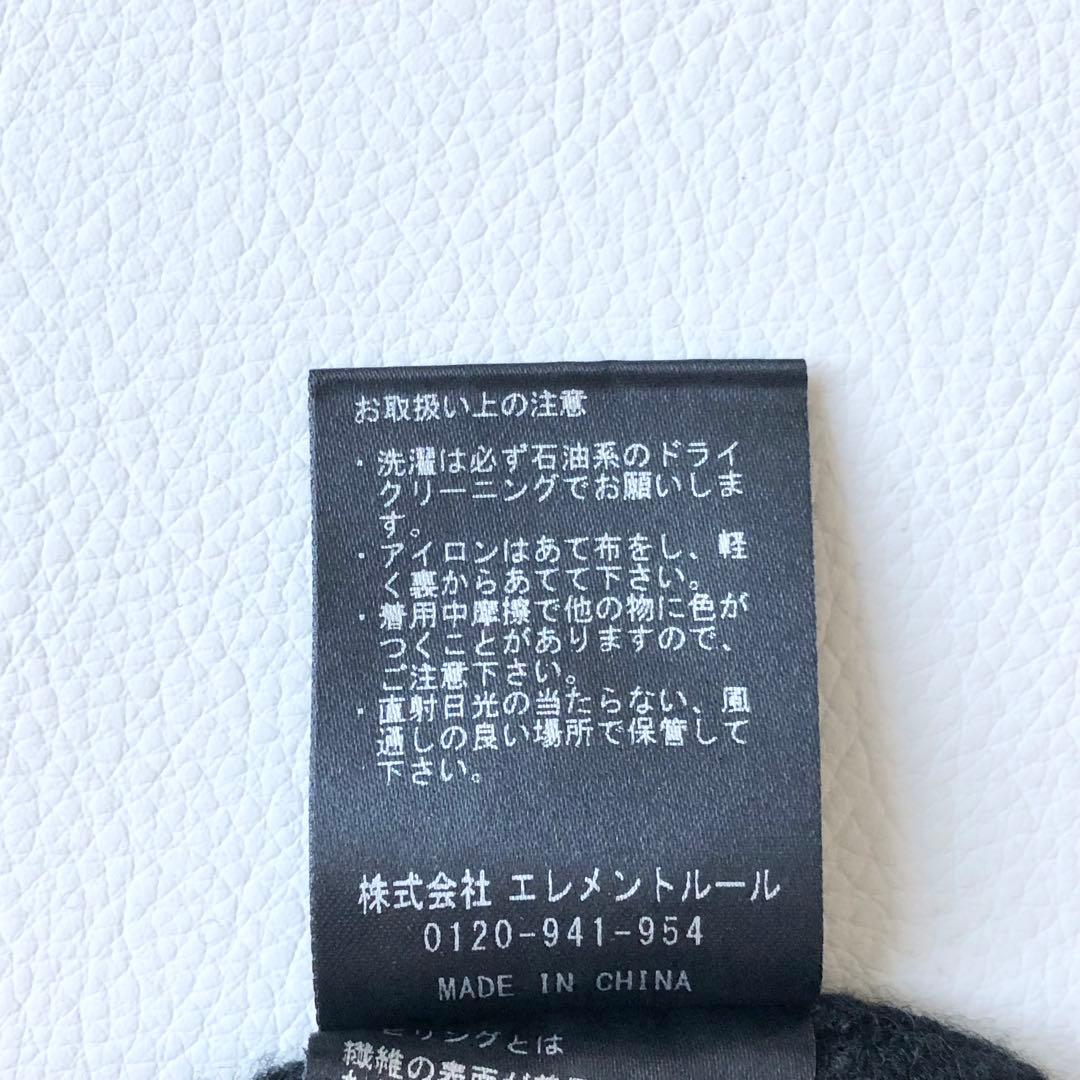 お取扱い上の注意
・洗濯は必ず石油系のドライ
クリーニングでお願いしま
す。
・アイロンはあて布をし、軽
く裏からあてて下さい。
・着用中摩擦で他の物に色が
つくことがありますので、
ご注意下さい。
・直射日光の当たらない、風
通しの良い場所で保管して
下さい。
株式会社 エレメントルール
0120-941-954
MADE IN CHINA
ピリングとは
繊維の表面が